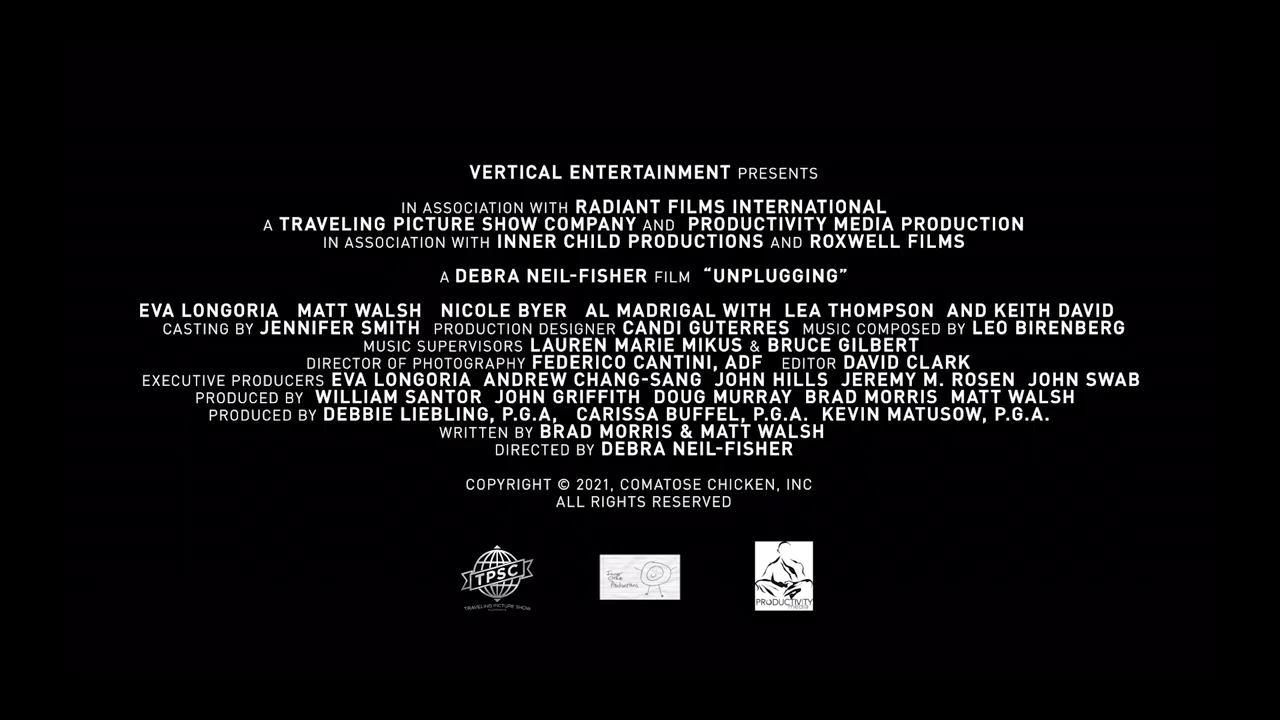 VERTICAL ENTERTAINMENT PRESENTS
IN ASSOCIATION WITH RADIANT FILMS INTERNATIONAL
A TRAVELING PICTURE SHOW COMPANY AND PRODUCTIVITY MEDIA PRODUCTION
IN ASSOCIATION WITH INNER CHILD PRODUCTIONS AND ROXWELL FILMS
A DEBRA NEIL-FISHER FILM “UNPLUGGING”
EVA LONGORIA MATT WALSH NICOLE BYER AL MADRIGAL WITH LEA THOMPSON AND KEITH DAVID
CASTING BY JENNIFER SMITH PRODUCTION DESIGNER CANDI GUTERRES MUSIC COMPOSED BY LEO BIRENBERG
MUSIC SUPERVISORS LAUREN MARIE MIKUS & BRUCE GILBERT
DIRECTOR OF PHOTOGRAPHY FEDERICO CANTINI, ADF EDITOR DAVID CLARK
EXECUTIVE PRODUCERS EVA LONGORIA ANDREW CHANG-SANG JOHN HILLS JEREMY M. ROSEN JOHN SWAB
PRODUCED BY WILLIAM SANTOR JOHN GRIFFITH DOUG MURRAY BRAD MORRIS MATT WALSH
PRODUCED BY DEBBIE LIEBLING, P.G.A, CARISSA BUFFEL, P.G.A. KEVIN MATUSOW, P.G.A.
WRITTEN BY BRAD MORRIS & MATT WALSH
DIRECTED BY DEBRA NEIL-FISHER
COPYRIGHT © 2021, COMATOSE CHICKEN, INC
ALL RIGHTS RESERVED
TPSC
TRAVELING PICTURE SHOW
Inner
Child
Productions
PRODUCTIVITY